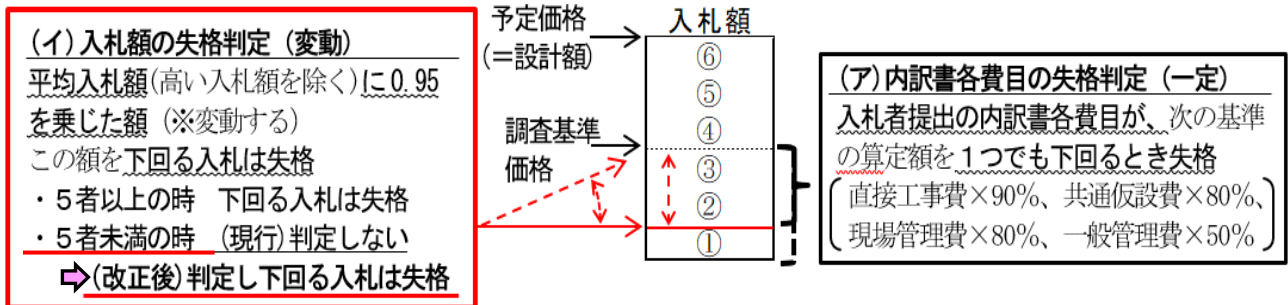 (イ)入札額の失格判定(変動)
平均入札額(高い入札額を除く)に0.95
を乗じた額(※変動する)
この額を下回る入札は失格
・5者以上の時 下回る入札は失格
・5者未満の時 (現行)判定しない
(改正後)判定し下回る入札は失格
予定価格
(=設計額)
調査基準
価格
入札額
⑥
⑤
④
③
②
①
(ア)内訳書各費目の失格判定(一定)
入札者提出の内訳書各費目が、次の基準
の算定額を1つでも下回るとき失格
直接工事費×90%、共通仮設費×80%、
現場管理費×80%、一般管理費×50%